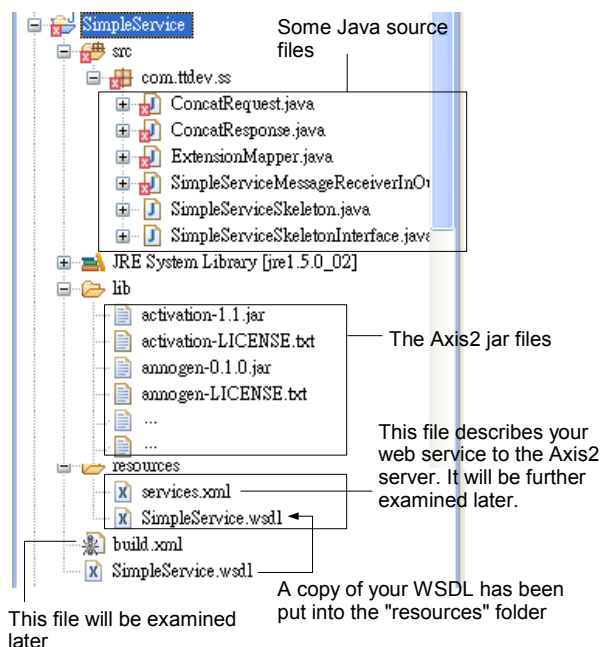 SimpleService
Some Java source
files
src
com.ttdev.ss
ConcatRequest.java
ConcatResponse.java
ExtensionMapper.java
SimpleServiceMessageReceiverInOu
SimpleServiceSkeleton.java
SimpleServiceSkeletonInterface.java
JRE System Library [jre1.5.0_02]
lib
activation-1.1.jar
activation-LICENSE.txt
annogen-0.1.0.jar
annogen-LICENSE.txt
...
...
The Axis2 jar files
resources
services.xml
SimpleService.wsdl
This file describes your
web service to the Axis2
server. It will be further
examined later.
build.xml
SimpleService.wsdl
A copy of your WSDL has been
put into the "resources" folder
This file will be examined
later